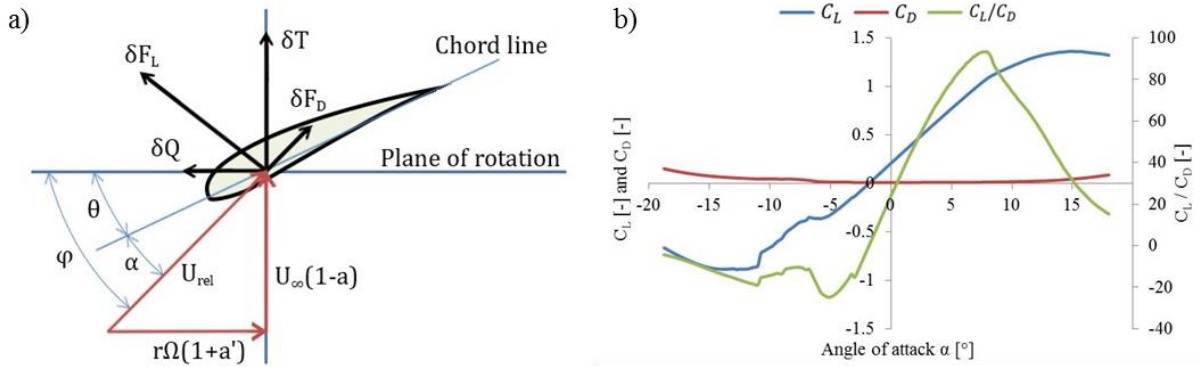 a)
δT
Chord line
δF_L
δF_D
δQ
Plane of rotation
θ
φ
α
U_rel
U_∞(1-a)
rΩ(1+a')
b)
C_L C_D C_L/C_D
1.5
1
0.5
0
-0.5
-1
-1.5
-20 -15 -10 -5 0 5 10 15
100
80
60
40
20
0
-20
-40
C_L [-] and C_D [-]
C_L / C_D [-]
Angle of attack α [°]